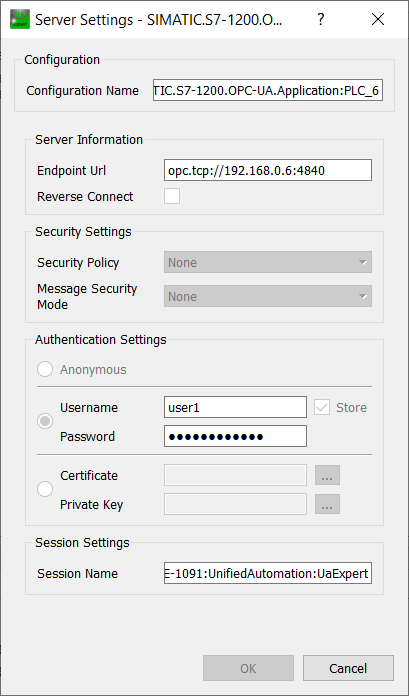 Server Settings - SIMATIC.S7-1200.O...
Configuration
Configuration Name TIC.S7-1200.OPC-UA.Application:PLC_6
Server Information
Endpoint Url opc.tcp://192.168.0.6:4840
Reverse Connect
Security Settings
Security Policy None
Message Security
Mode
None
Authentication Settings
Anonymous
Username user1 Store
Password ●●●●●●●●●●●●
Certificate ...
Private Key ...
Session Settings
Session Name E-1091:UnifiedAutomation:UaExpert
OK Cancel